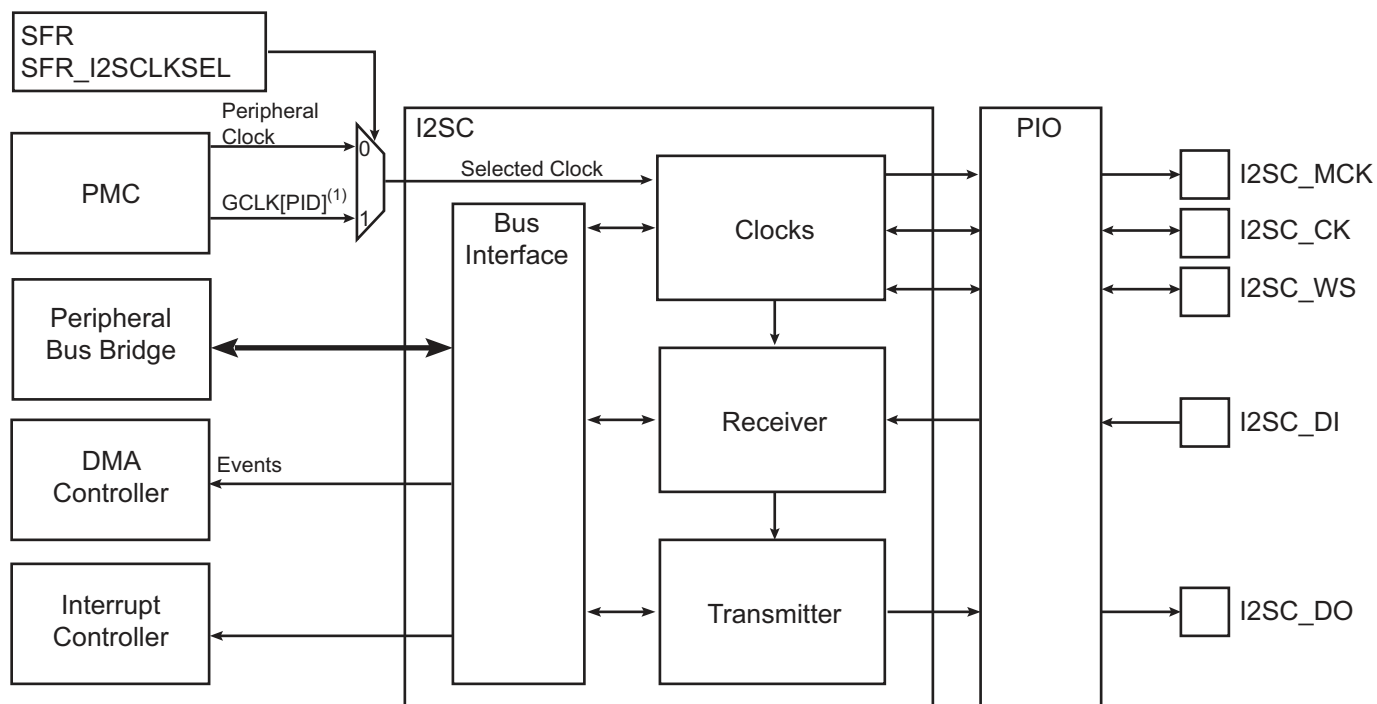 SFR
SFR_I2SCLKSEL
Peripheral
Clock
PMC
GCLK[PID](1)
0
1
I2SC
Selected Clock
Clocks
PIO
I2SC_MCK
I2SC_CK
I2SC_WS
Bus
Interface
Peripheral
Bus Bridge
Receiver
I2SC_DI
DMA
Controller
Events
Interrupt
Controller
Transmitter
I2SC_DO